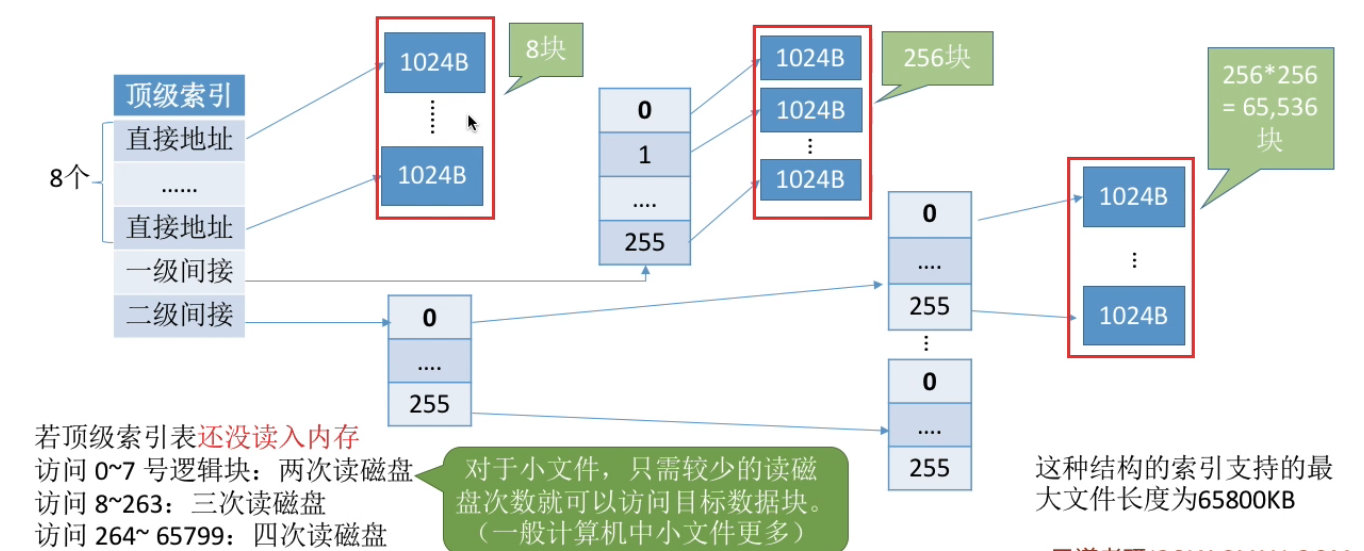 顶级索引
直接地址
......
直接地址
一级间接
二级间接
8个
1024B
1024B
8块
0
1
....
255
1024B
1024B
1024B
256块
0
....
255
0
....
255
0
....
255
1024B
1024B
256*256
= 65,536
块
若顶级索引表还没读入内存
访问 0~7 号逻辑块：两次读磁盘
访问 8~263：三次读磁盘
访问 264~ 65799：四次读磁盘
对于小文件，只需较少的读磁
盘次数就可以访问目标数据块。
（一般计算机中小文件更多）
这种结构的索引支持的最
大文件长度为65800KB